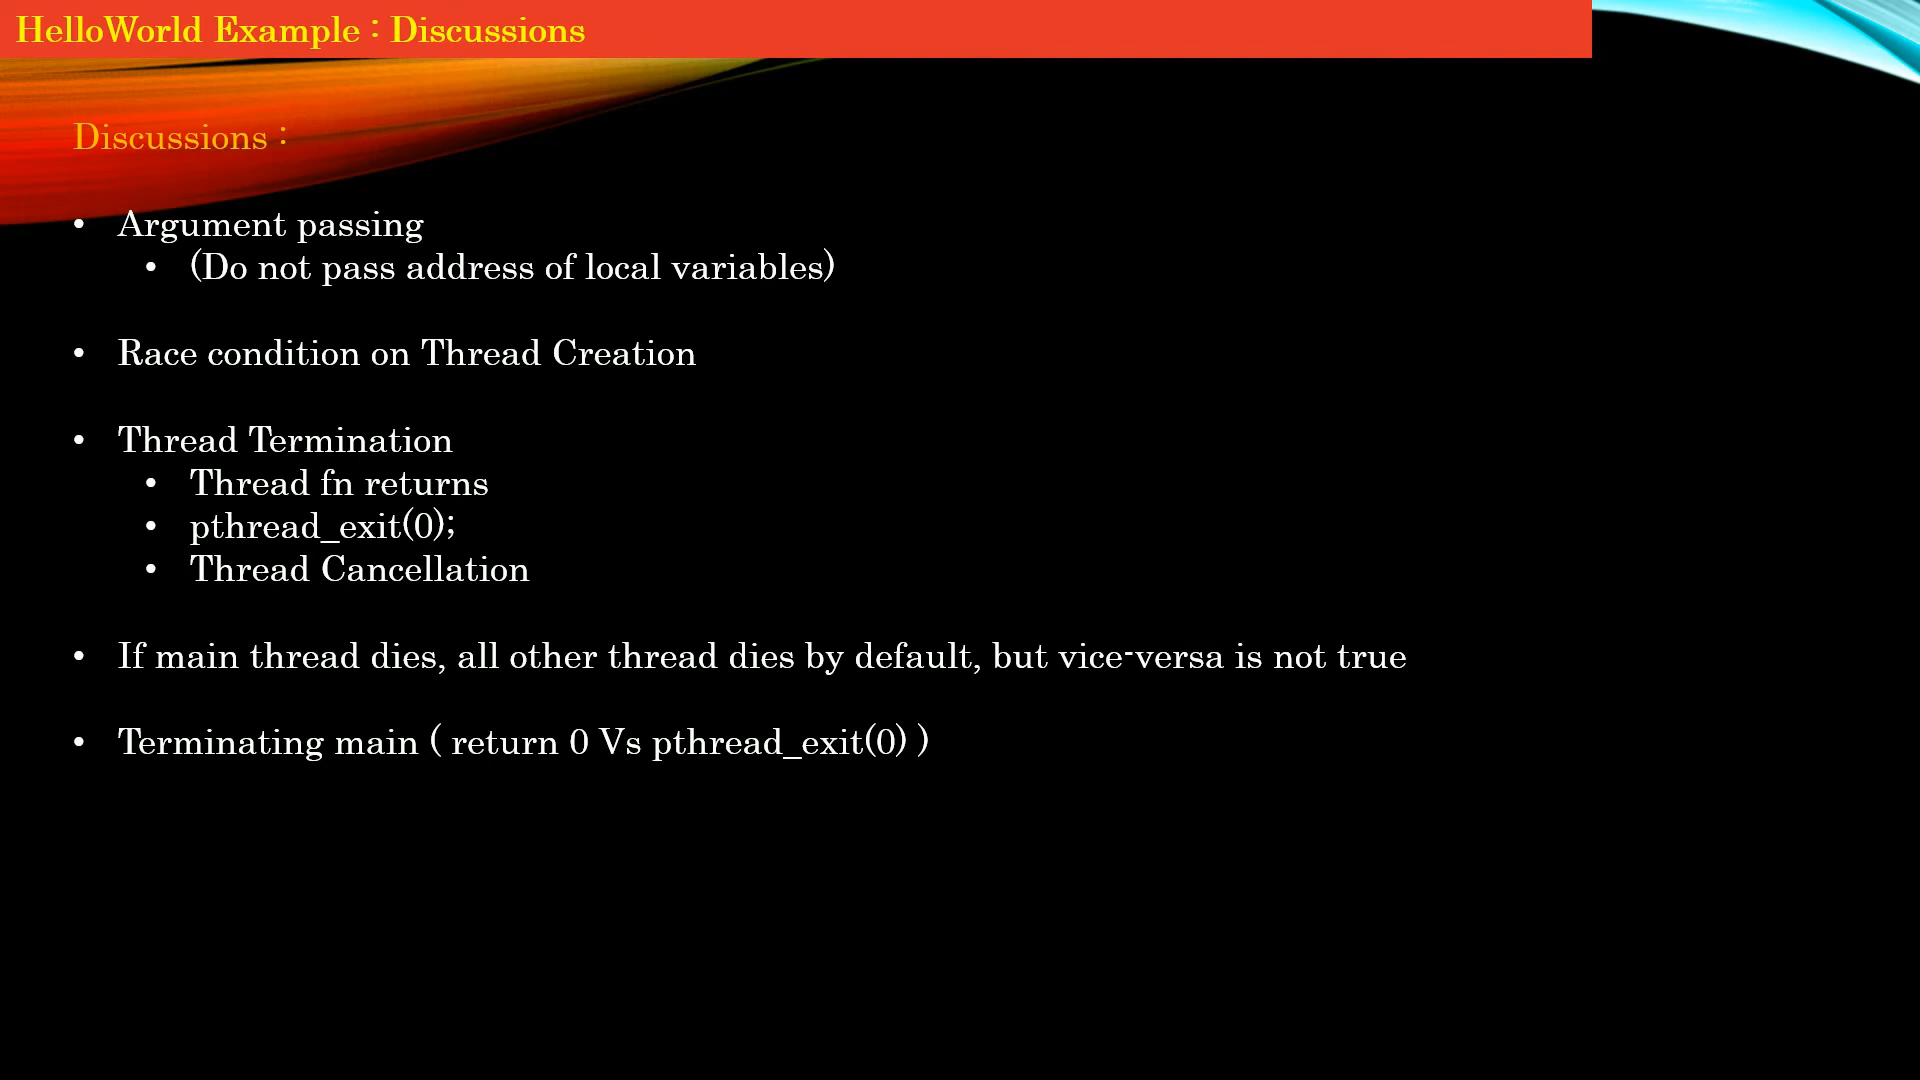 HelloWorld Example : Discussions
Discussions :
• Argument passing
• (Do not pass address of local variables)
• Race condition on Thread Creation
• Thread Termination
• Thread fn returns
• pthread_exit(0);
• Thread Cancellation
• If main thread dies, all other thread dies by default, but vice-versa is not true
• Terminating main ( return 0 Vs pthread_exit(0) )